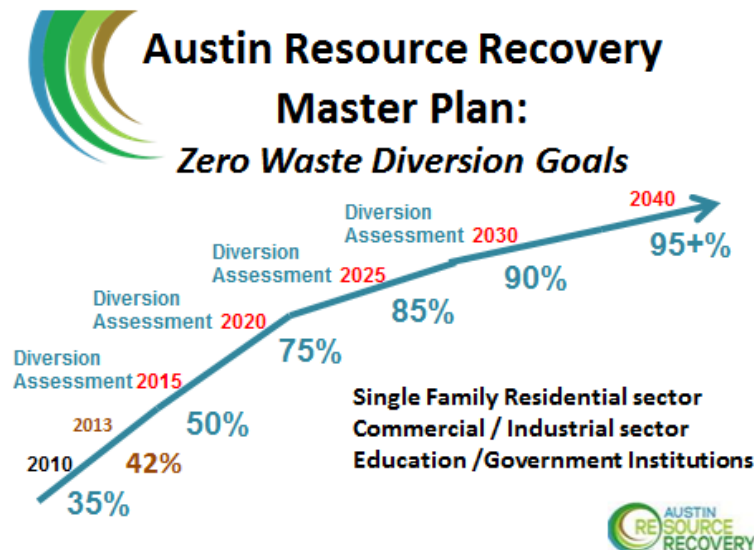 Austin Resource Recovery
Master Plan:
Zero Waste Diversion Goals
2040
95+%
Diversion
Assessment 2030
90%
Diversion
Assessment 2025
85%
Diversion
Assessment 2020
75%
Diversion
Assessment 2015
50%
2013
42%
2010
35%
Single Family Residential sector
Commercial / Industrial sector
Education /Government Institutions
AUSTIN
RESOURCE
RECOVERY